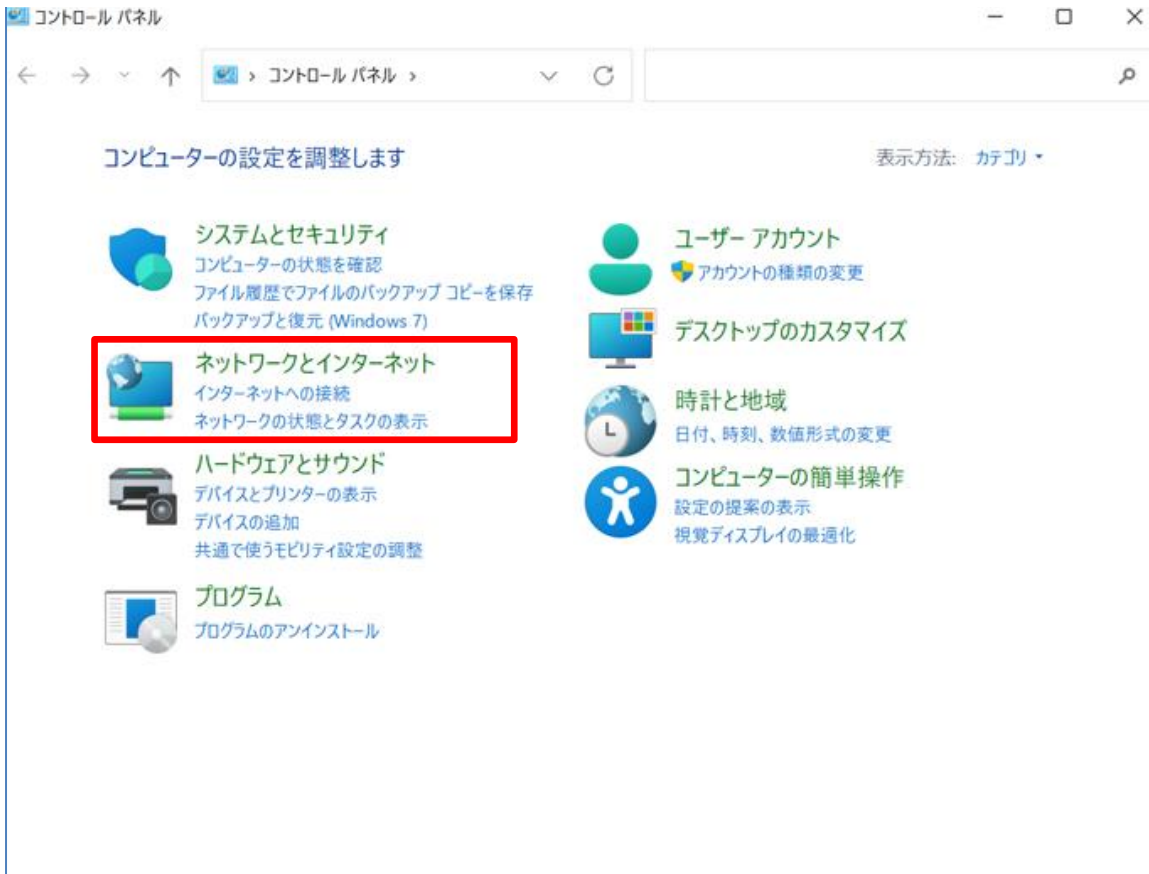 コントロール パネル
コントロール パネル
コンピューターの設定を調整します
表示方法: カテゴリ
システムとセキュリティ
コンピューターの状態を確認
ファイル履歴でファイルのバックアップ コピーを保存
バックアップと復元 (Windows 7)
ネットワークとインターネット
インターネットへの接続
ネットワークの状態とタスクの表示
ハードウェアとサウンド
デバイスとプリンターの表示
デバイスの追加
共通で使うモビリティ設定の調整
プログラム
プログラムのアンインストール
ユーザー アカウント
アカウントの種類の変更
デスクトップのカスタマイズ
時計と地域
日付、時刻、数値形式の変更
コンピューターの簡単操作
設定の提案の表示
視覚ディスプレイの最適化